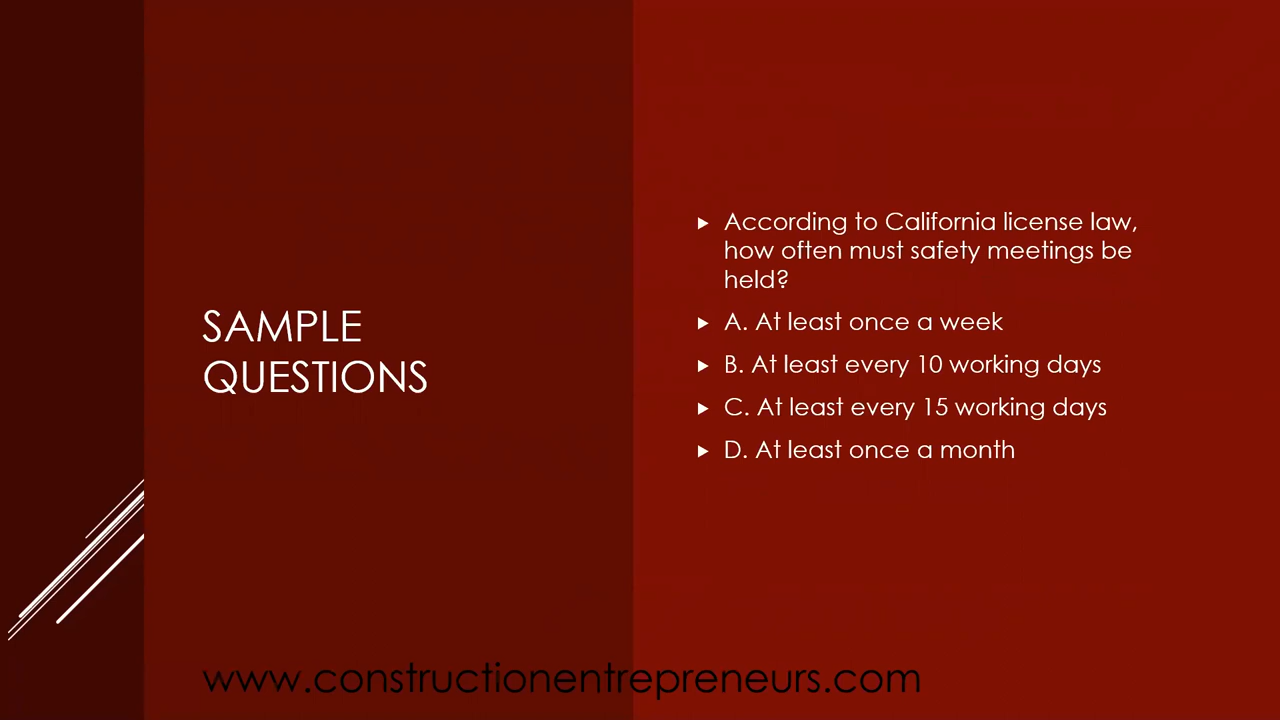 SAMPLE
QUESTIONS
According to California license law,
how often must safety meetings be
held?
A. At least once a week
B. At least every 10 working days
C. At least every 15 working days
D. At least once a month
www.constructionentrepreneurs.com